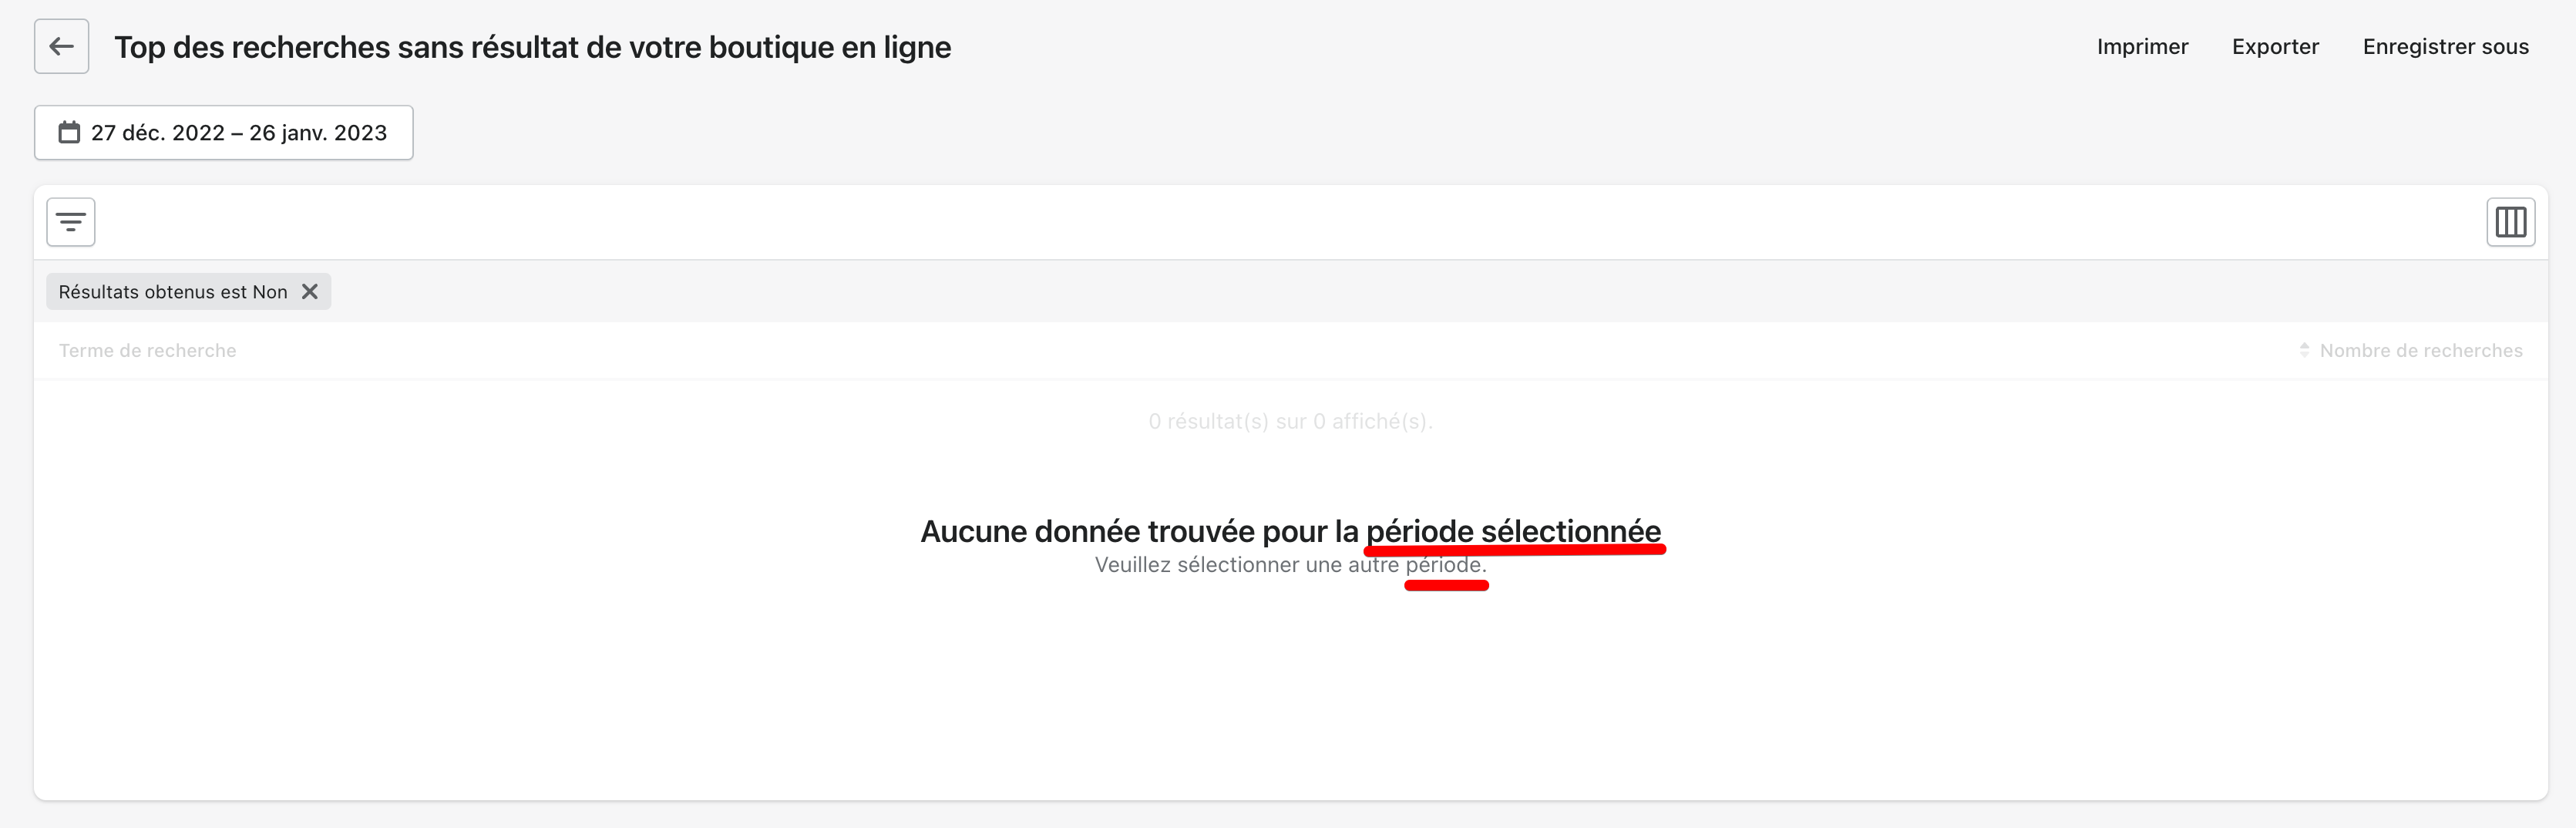 Top des recherches sans résultat de votre boutique en ligne
Imprimer
Exporter
Enregistrer sous
27 déc. 2022 – 26 janv. 2023
Résultats obtenus est Non
Terme de recherche
Nombre de recherches
0 résultat(s) sur 0 affiché(s).
Aucune donnée trouvée pour la période sélectionnée
Veuillez sélectionner une autre période.